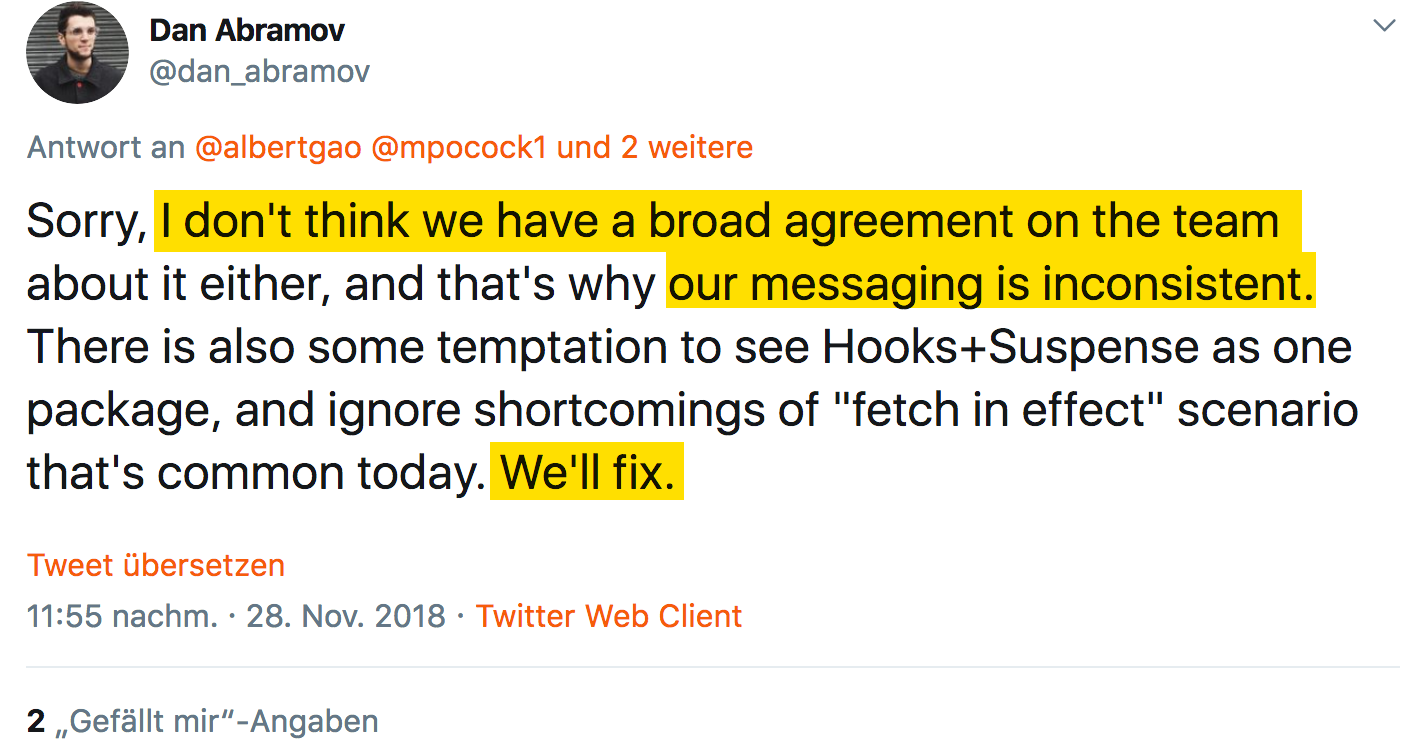 Dan Abramov
@dan_abramov
Antwort an @albertgao @mpocock1 und 2 weitere
Sorry, I don't think we have a broad agreement on the team
about it either, and that's why our messaging is inconsistent.
There is also some temptation to see Hooks+Suspense as one
package, and ignore shortcomings of "fetch in effect" scenario
that's common today. We'll fix.
Tweet übersetzen
11:55 nachm. · 28. Nov. 2018 · Twitter Web Client
2 „Gefällt mir“-Angaben